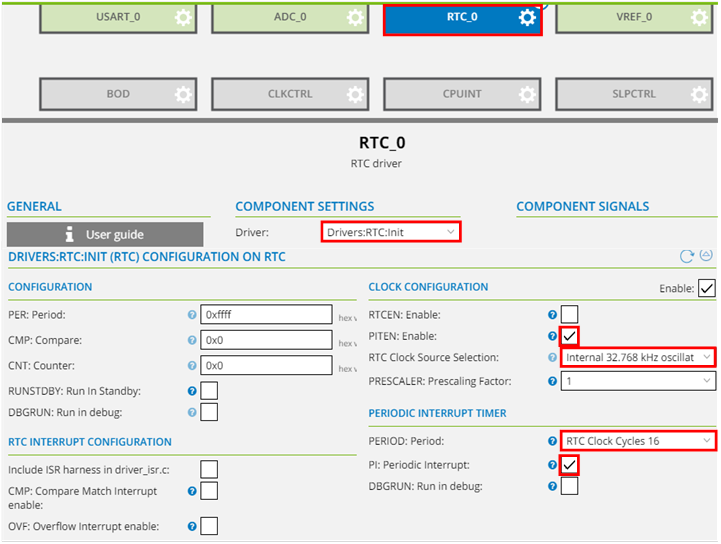 USART_0 ADC_0 RTC_0 VREF_0
BOD CLKCTRL CPUINT SLPCTRL
RTC_0
RTC driver
GENERAL COMPONENT SETTINGS COMPONENT SIGNALS
i User guide Driver: Drivers:RTC:Init
DRIVERS:RTC:INIT (RTC) CONFIGURATION ON RTC
CONFIGURATION
PER: Period: ? 0xffff hex v
CMP: Compare: ? 0x0 hex v
CNT: Counter: ? 0x0 hex v
RUNSTDBY: Run In Standby: ?
DBGRUN: Run in debug: ?
RTC INTERRUPT CONFIGURATION
Include ISR harness in driver_isr.c:
CMP: Compare Match Interrupt ?
enable:
OVF: Overflow Interrupt enable: ?
CLOCK CONFIGURATION Enable:
RTCEN: Enable: ?
PITEN: Enable: ?
RTC Clock Source Selection: ? Internal 32.768 kHz oscillat
PRESCALER: Prescaling Factor: ? 1
PERIODIC INTERRUPT TIMER
PERIOD: Period: ? RTC Clock Cycles 16
PI: Periodic Interrupt: ?
DBGRUN: Run in debug: ?